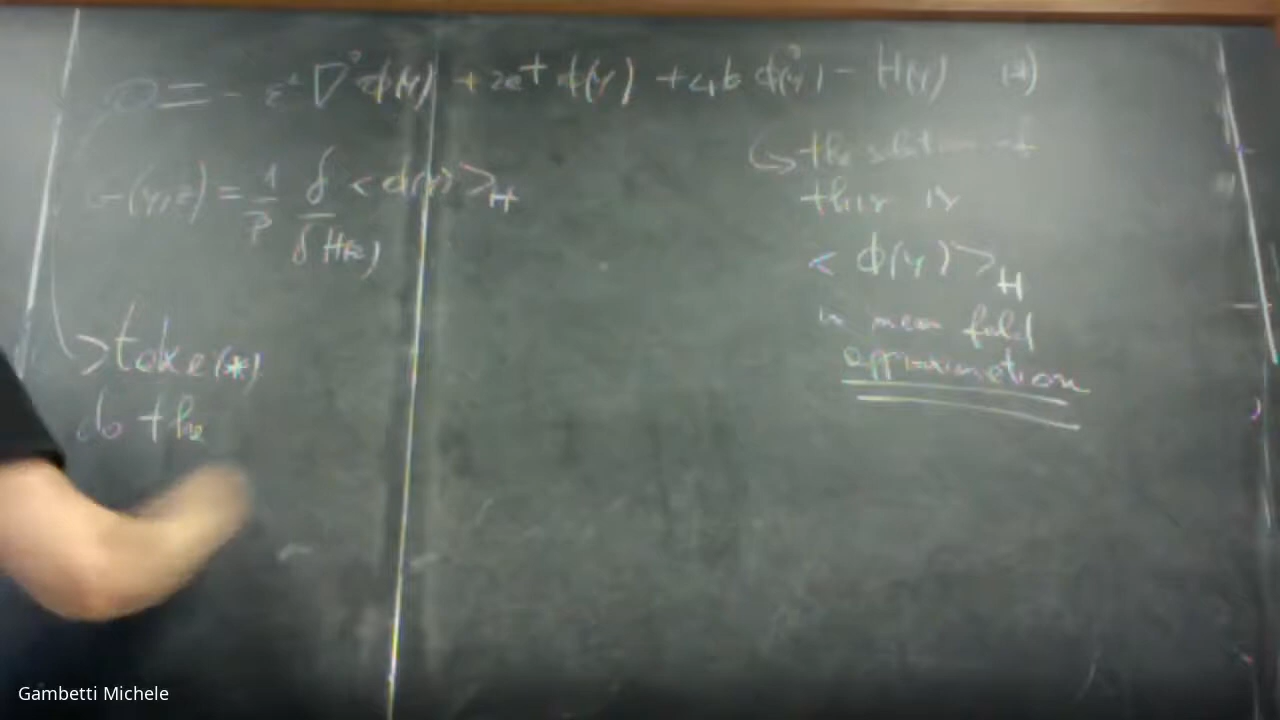 0 = - ε² ∇² φ(y) + 2at φ(y) + 4b φ³(y) - H(y) (*)
G(y,z) = 1/β δ/δH(z) < φ(y) >_H
↳ the solution of
this is
< φ(y) >_H
in mean field
approximation
> take (*)
do the
Gambetti Michele